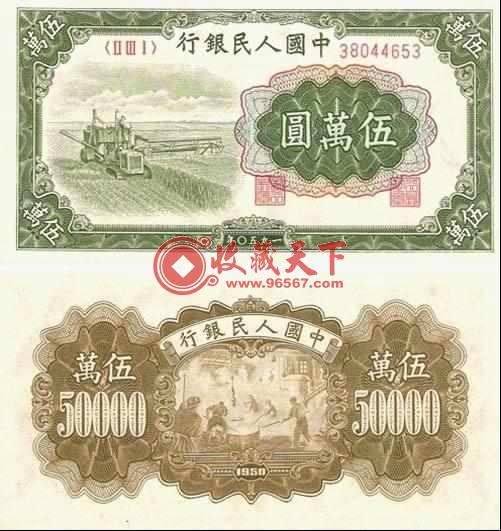 伍萬
行銀民人國中
伍萬
〈II III I〉
38044653
圓萬伍
伍萬
伍萬
收藏天下
www.96567.com
行銀民人國中
萬伍
50000
萬伍
50000
1950